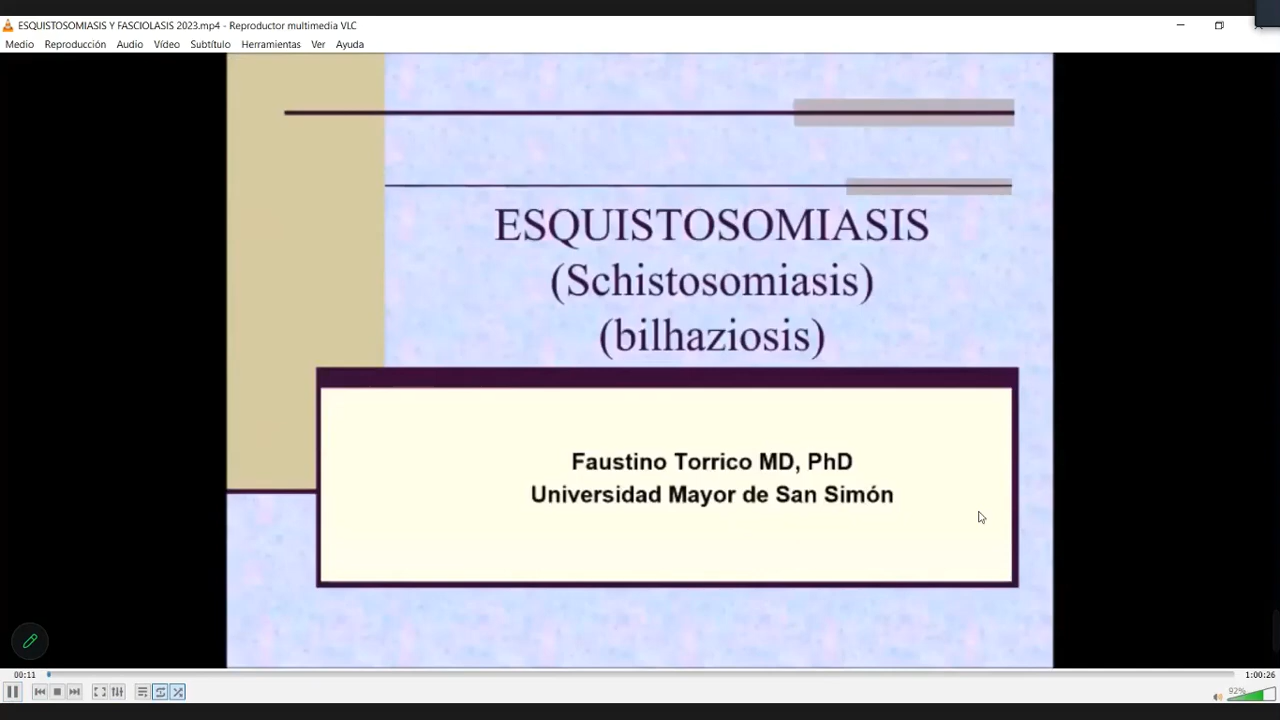 ESQUISTOSOMIASIS Y FASCIOLASIS 2023.mp4 - Reproductor multimedia VLC
Medio Reproducción Audio Vídeo Subtítulo Herramientas Ver Ayuda
ESQUISTOSOMIASIS
(Schistosomiasis)
(bilhaziosis)
Faustino Torrico MD, PhD
Universidad Mayor de San Simón
00:11 1:00:26
92%